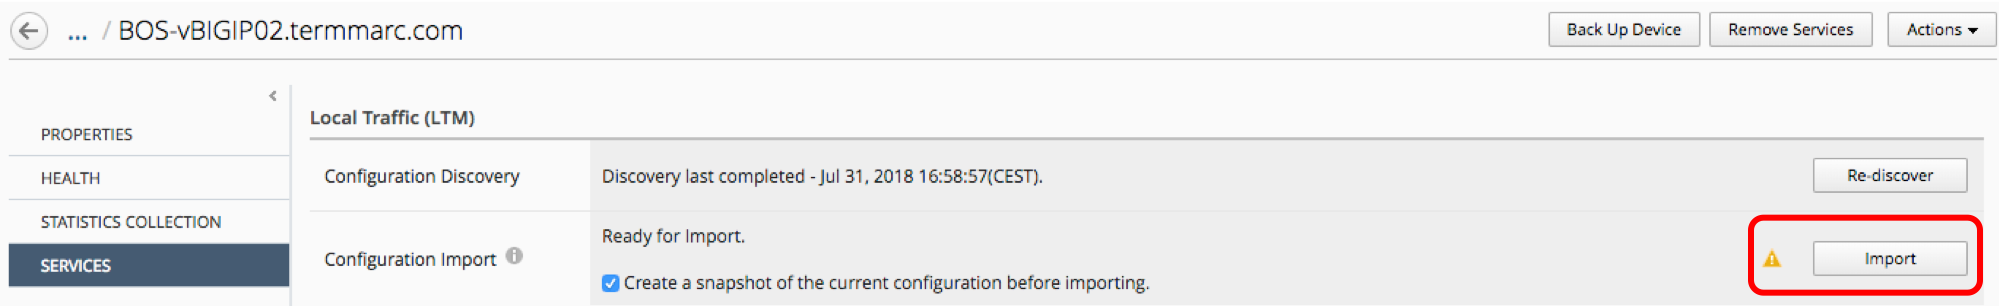 ... / BOS-vBIGIP02.termmarc.com
Back Up Device
Remove Services
Actions
PROPERTIES
HEALTH
STATISTICS COLLECTION
SERVICES
Local Traffic (LTM)
Configuration Discovery
Discovery last completed - Jul 31, 2018 16:58:57(CEST).
Re-discover
Configuration Import
Ready for Import.
Create a snapshot of the current configuration before importing.
Import